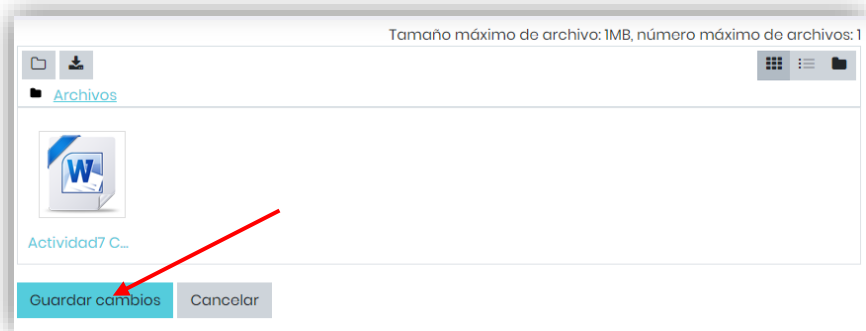 Tamaño máximo de archivo: 1MB, número máximo de archivos: 1
Archivos
W
Actividad7 C...
Guardar cambios Cancelar